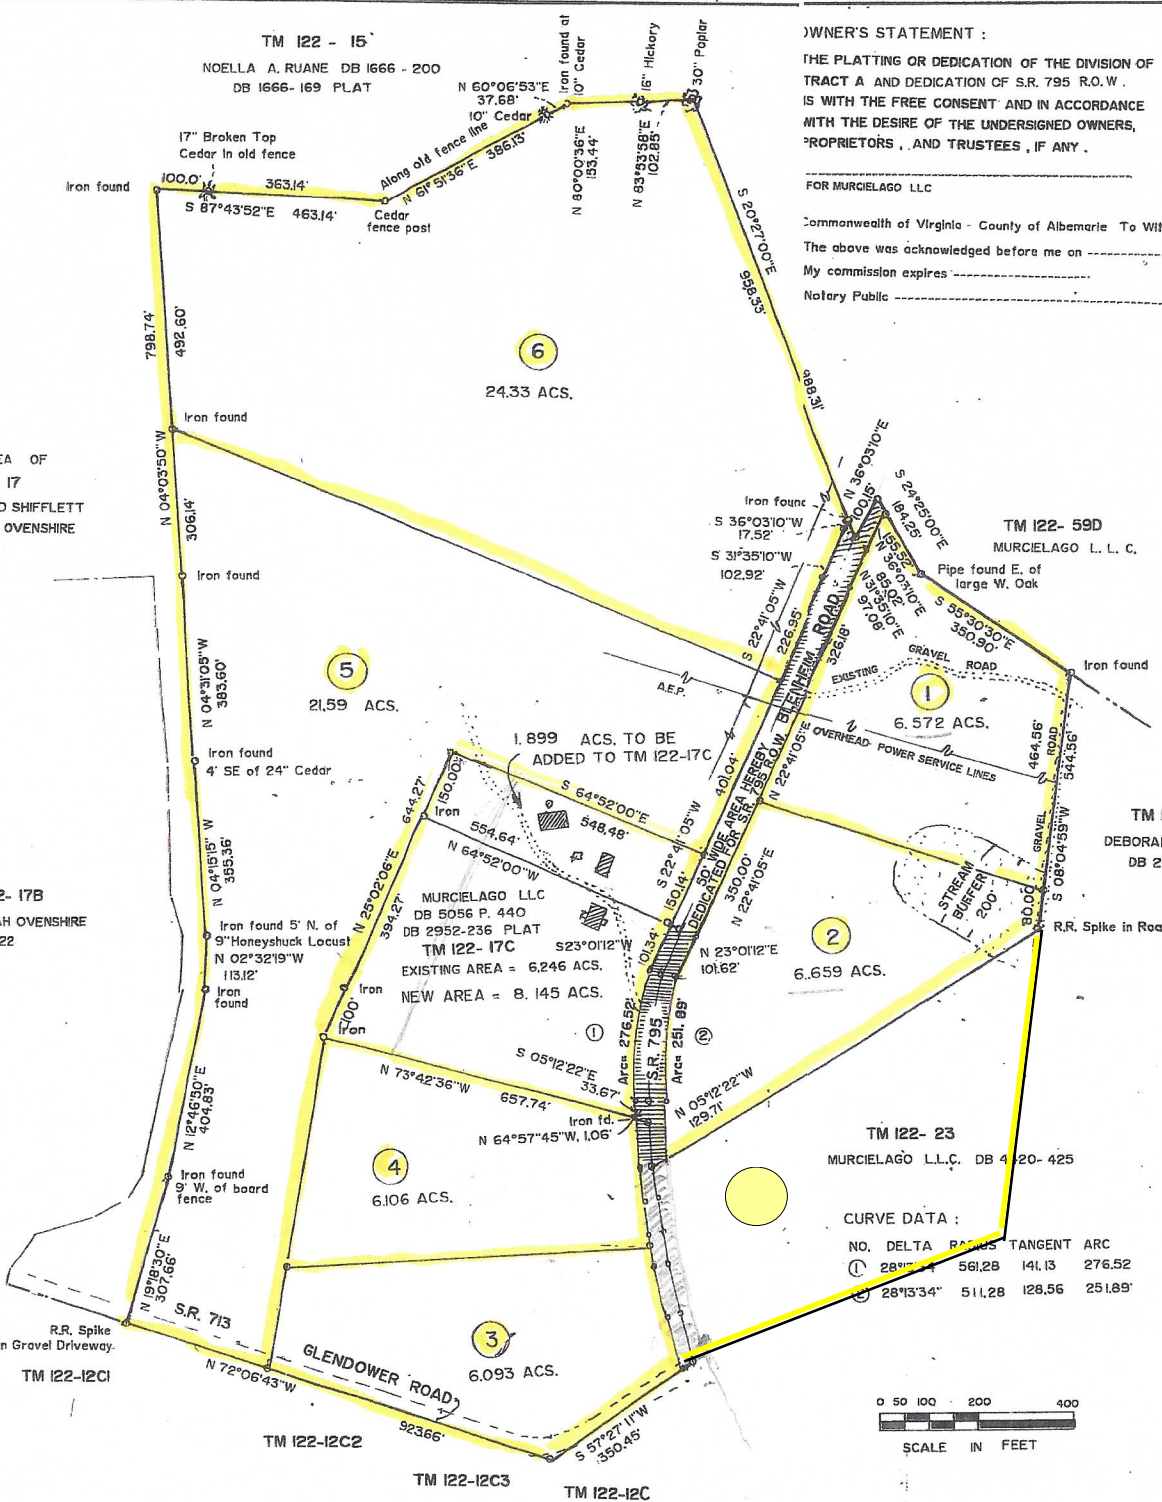 TM 122 - 15
NOELLA A. RUANE DB 1666 - 200
DB 1666- 169 PLAT
N 60°06'53"E
37.68'
10" Cedar
Iron found at
10" Cedar
16" Hickory
30" Poplar
OWNER'S STATEMENT :
THE PLATTING OR DEDICATION OF THE DIVISION OF
TRACT A AND DEDICATION OF S.R. 795 R.O.W.
IS WITH THE FREE CONSENT AND IN ACCORDANCE
WITH THE DESIRE OF THE UNDERSIGNED OWNERS,
PROPRIETORS, AND TRUSTEES, IF ANY.
FOR MURCIELAGO LLC
Commonwealth of Virginia - County of Albemarle To Wit
The above was acknowledged before me on
My commission expires
Notary Public
17" Broken Top
Cedar in old fence
Iron found
100.0'
363.14'
S 87°43'52"E 463.14'
Along old fence line
N 61°51'36"E 386.13'
Cedar
fence post
N 80°00'36"E
153.44'
N 83°53'58"E
102.85'
S 20°27'00"E
958.33'
988.31'
798.74'
492.60'
6
24.33 ACS.
Iron found
N 04°03'50"W
306.14'
EA OF
17
D SHIFFLETT
OVENSHIRE
Iron found
N 36°03'10"E
100.15'
S 24°25'00"E
184.25'
155.52'
Iron found
S 36°03'10"W
17.52'
S 31°35'10"W
102.92'
N 36°03'10"E
85.02'
N 31°35'10"E
97.08'
TM 122- 59D
MURCIELAGO L. L. C.
Pipe found E. of
large W. Oak
S 55°30'30"E
350.90'
Iron found
S 22°41'05"W
226.95'
BLENHEIM ROAD
326.18'
EXISTING GRAVEL ROAD
A.E.P.
1
6.572 ACS.
OVERHEAD POWER SERVICE LINES
464.56'
544.56'
GRAVEL ROAD
S 08°04'59"W
5
21.59 ACS.
N 04°31'05"W
383.60'
Iron found
4' SE of 24" Cedar
1.899 ACS. TO BE
ADDED TO TM 122-17C
S 64°52'00"E
548.48'
644.27'
150.00'
Iron
554.64'
N 64°52'00"W
401.04'
S 22°41'05"W
150.14'
50' WIDE AREA HEREBY
DEDICATED FOR S.R. 795 R.O.W.
N 22°41'05"E
350.00'
N 22°41'05"E
STREAM
BUFFER
200'
80.00'
R.R. Spike in Roa
TM
DEBORA
DB 2
N 04°15'15" W
355.36'
2- 17B
AH OVENSHIRE
22
Iron found 5' N. of
9" Honeyshuck Locust
N 02°32'19"W
113.12'
Iron
found
N 25°02'06"E
394.27'
MURCIELAGO LLC
DB 5056 P. 440
DB 2952-236 PLAT
TM 122- 17C
EXISTING AREA = 6.246 ACS.
NEW AREA = 8. 145 ACS.
S23°01'12"W
101.34'
N 23°01'12"E
101.62'
2
6.659 ACS.
Iron
100'
Iron
1
2
Arc= 276.52'
S.R. 795
Arc= 251. 89'
S 05°12'22"E
33.67'
N 73°42'36"W
657.74'
Iron fd.
N 64°57'45"W, 1.06'
N 05°12'22"W
129.71'
N 12°46'50"E
404.83'
Iron found
9' W. of board
fence
4
6.106 ACS.
TM 122- 23
MURCIELAGO L.L.C. DB 4 20- 425
CURVE DATA :
NO. DELTA RADIUS TANGENT ARC
1 561.28 141.13 276.52
2 28°13'34" 511.28 128.56 251.89'
N 19°18'30"E
307.66'
S.R. 713
R.R. Spike
n Gravel Driveway
TM 122-12C1
N 72°06'43"W
923.66'
GLENDOWER ROAD
3
6.093 ACS.
S 57°27'11"W
350.45'
TM 122-12C2
TM 122-12C3
TM 122-12C
0 50 100 200 400
SCALE IN FEET